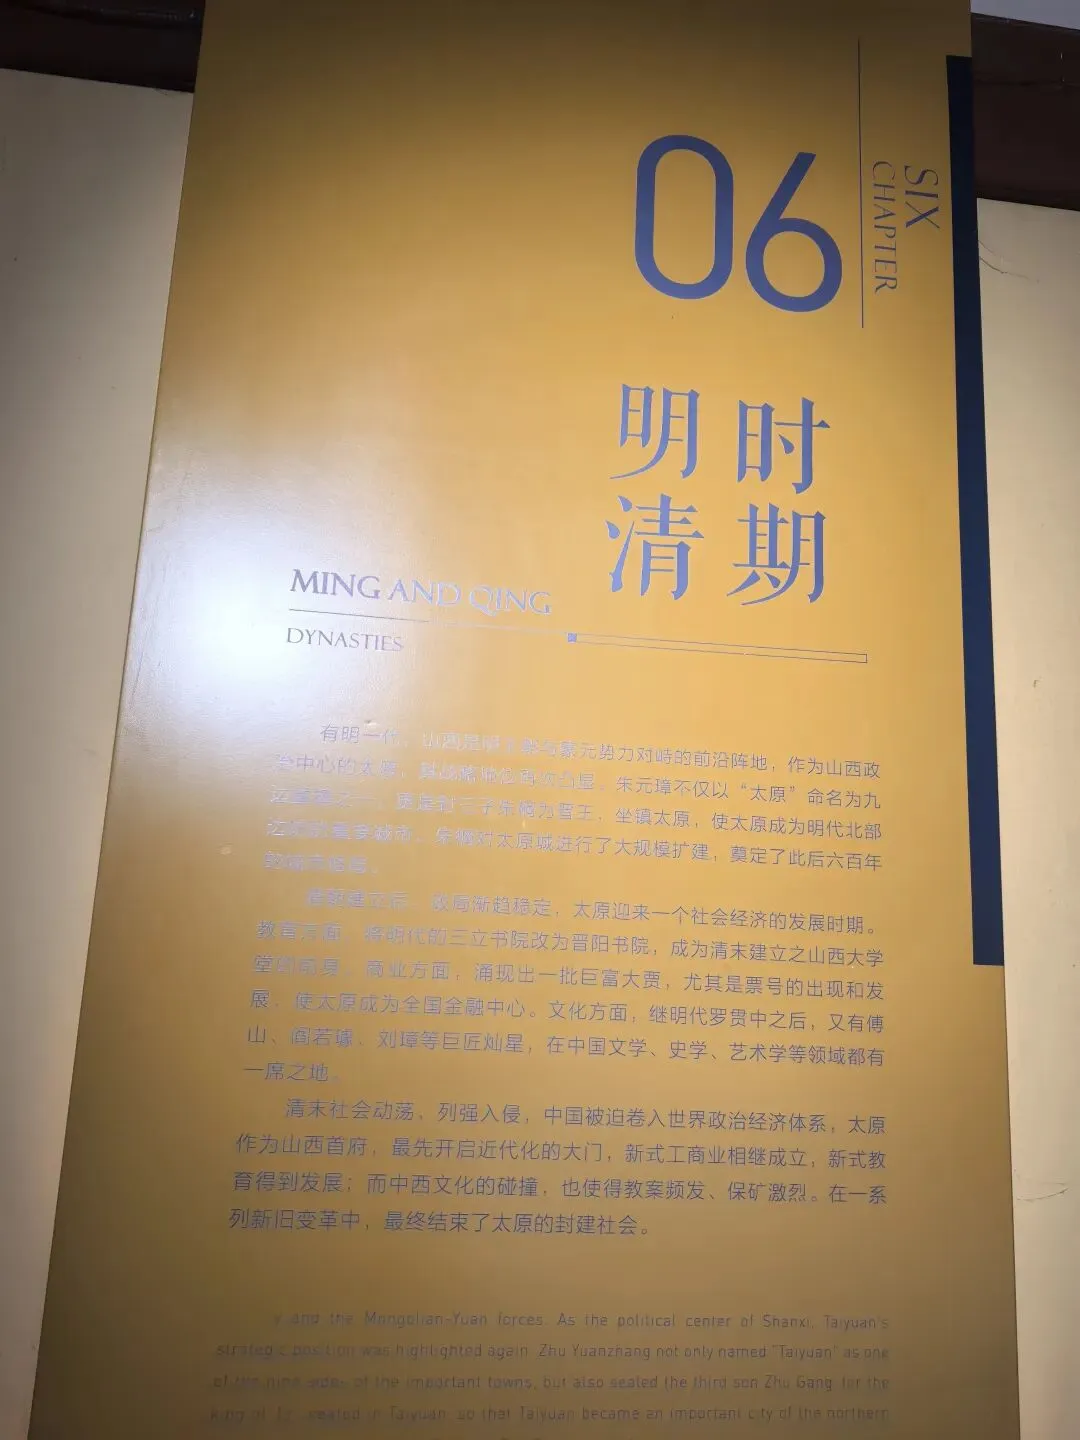 06
SIX
CHAPTER
明清
时期
MING AND QING
DYNASTIES
有明一代，山西是明王朝与蒙元势力对峙的前沿阵地，作为山西政
治中心的太原，其战略地位再次凸显。朱元璋不仅以“太原”命名为九
边重镇之一，更是封三子朱棡为晋王，坐镇太原，使太原成为明代北部
边防的重要城市。朱棡对太原城进行了大规模扩建，奠定了此后六百年
的城市格局。
清朝建立后，政局渐趋稳定，太原迎来一个社会经济的发展时期。
教育方面，将明代的三立书院改为晋阳书院，成为清末建立之山西大学
堂的前身。商业方面，涌现出一批巨富大贾，尤其是票号的出现和发
展，使太原成为全国金融中心。文化方面，继明代罗贯中之后，又有傅
山、阎若璩、刘璋等巨匠灿星，在中国文学、史学、艺术学等领域都有
一席之地。
清末社会动荡，列强入侵，中国被迫卷入世界政治经济体系，太原
作为山西首府，最先开启近代化的大门，新式工商业相继成立，新式教
育得到发展；而中西文化的碰撞，也使得教案频发、保矿激烈。在一系
列新旧变革中，最终结束了太原的封建社会。
and the Mongolian-Yuan forces. As the political center of Shanxi, Taiyuan's
strategic position was highlighted again. Zhu Yuanzhang not only named "Taiyuan" as one
of the nine sides of the important towns, but also sealed the third son Zhu Gang for the
king of seated in Taiyuan, so that Taiyuan became an important city of the northern